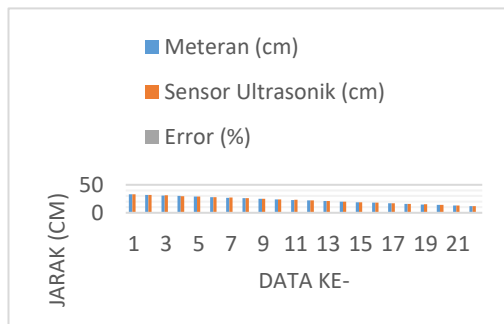 Meteran (cm)
Sensor Ultrasonik (cm)
Error (%)
50
0
1 3 5 7 9 11 13 15 17 19 21
JARAK (CM)
DATA KE-